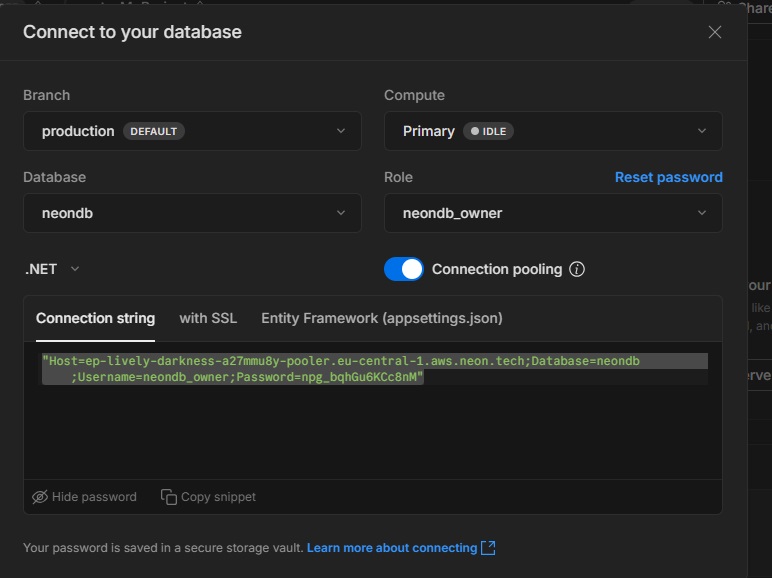 Share
Connect to your database
Branch
Compute
production DEFAULT
Primary IDLE
Database
Role
Reset password
neondb
neondb_owner
.NET
Connection pooling
our
like
Connection string
with SSL
Entity Framework (appsettings.json)
"Host=ep-lively-darkness-a27mmu8y-pooler.eu-central-1.aws.neon.tech;Database=neondb
;Username=neondb_owner;Password=npg_bqhGu6KCc8nM"
Hide password
Copy snippet
Your password is saved in a secure storage vault. Learn more about connecting